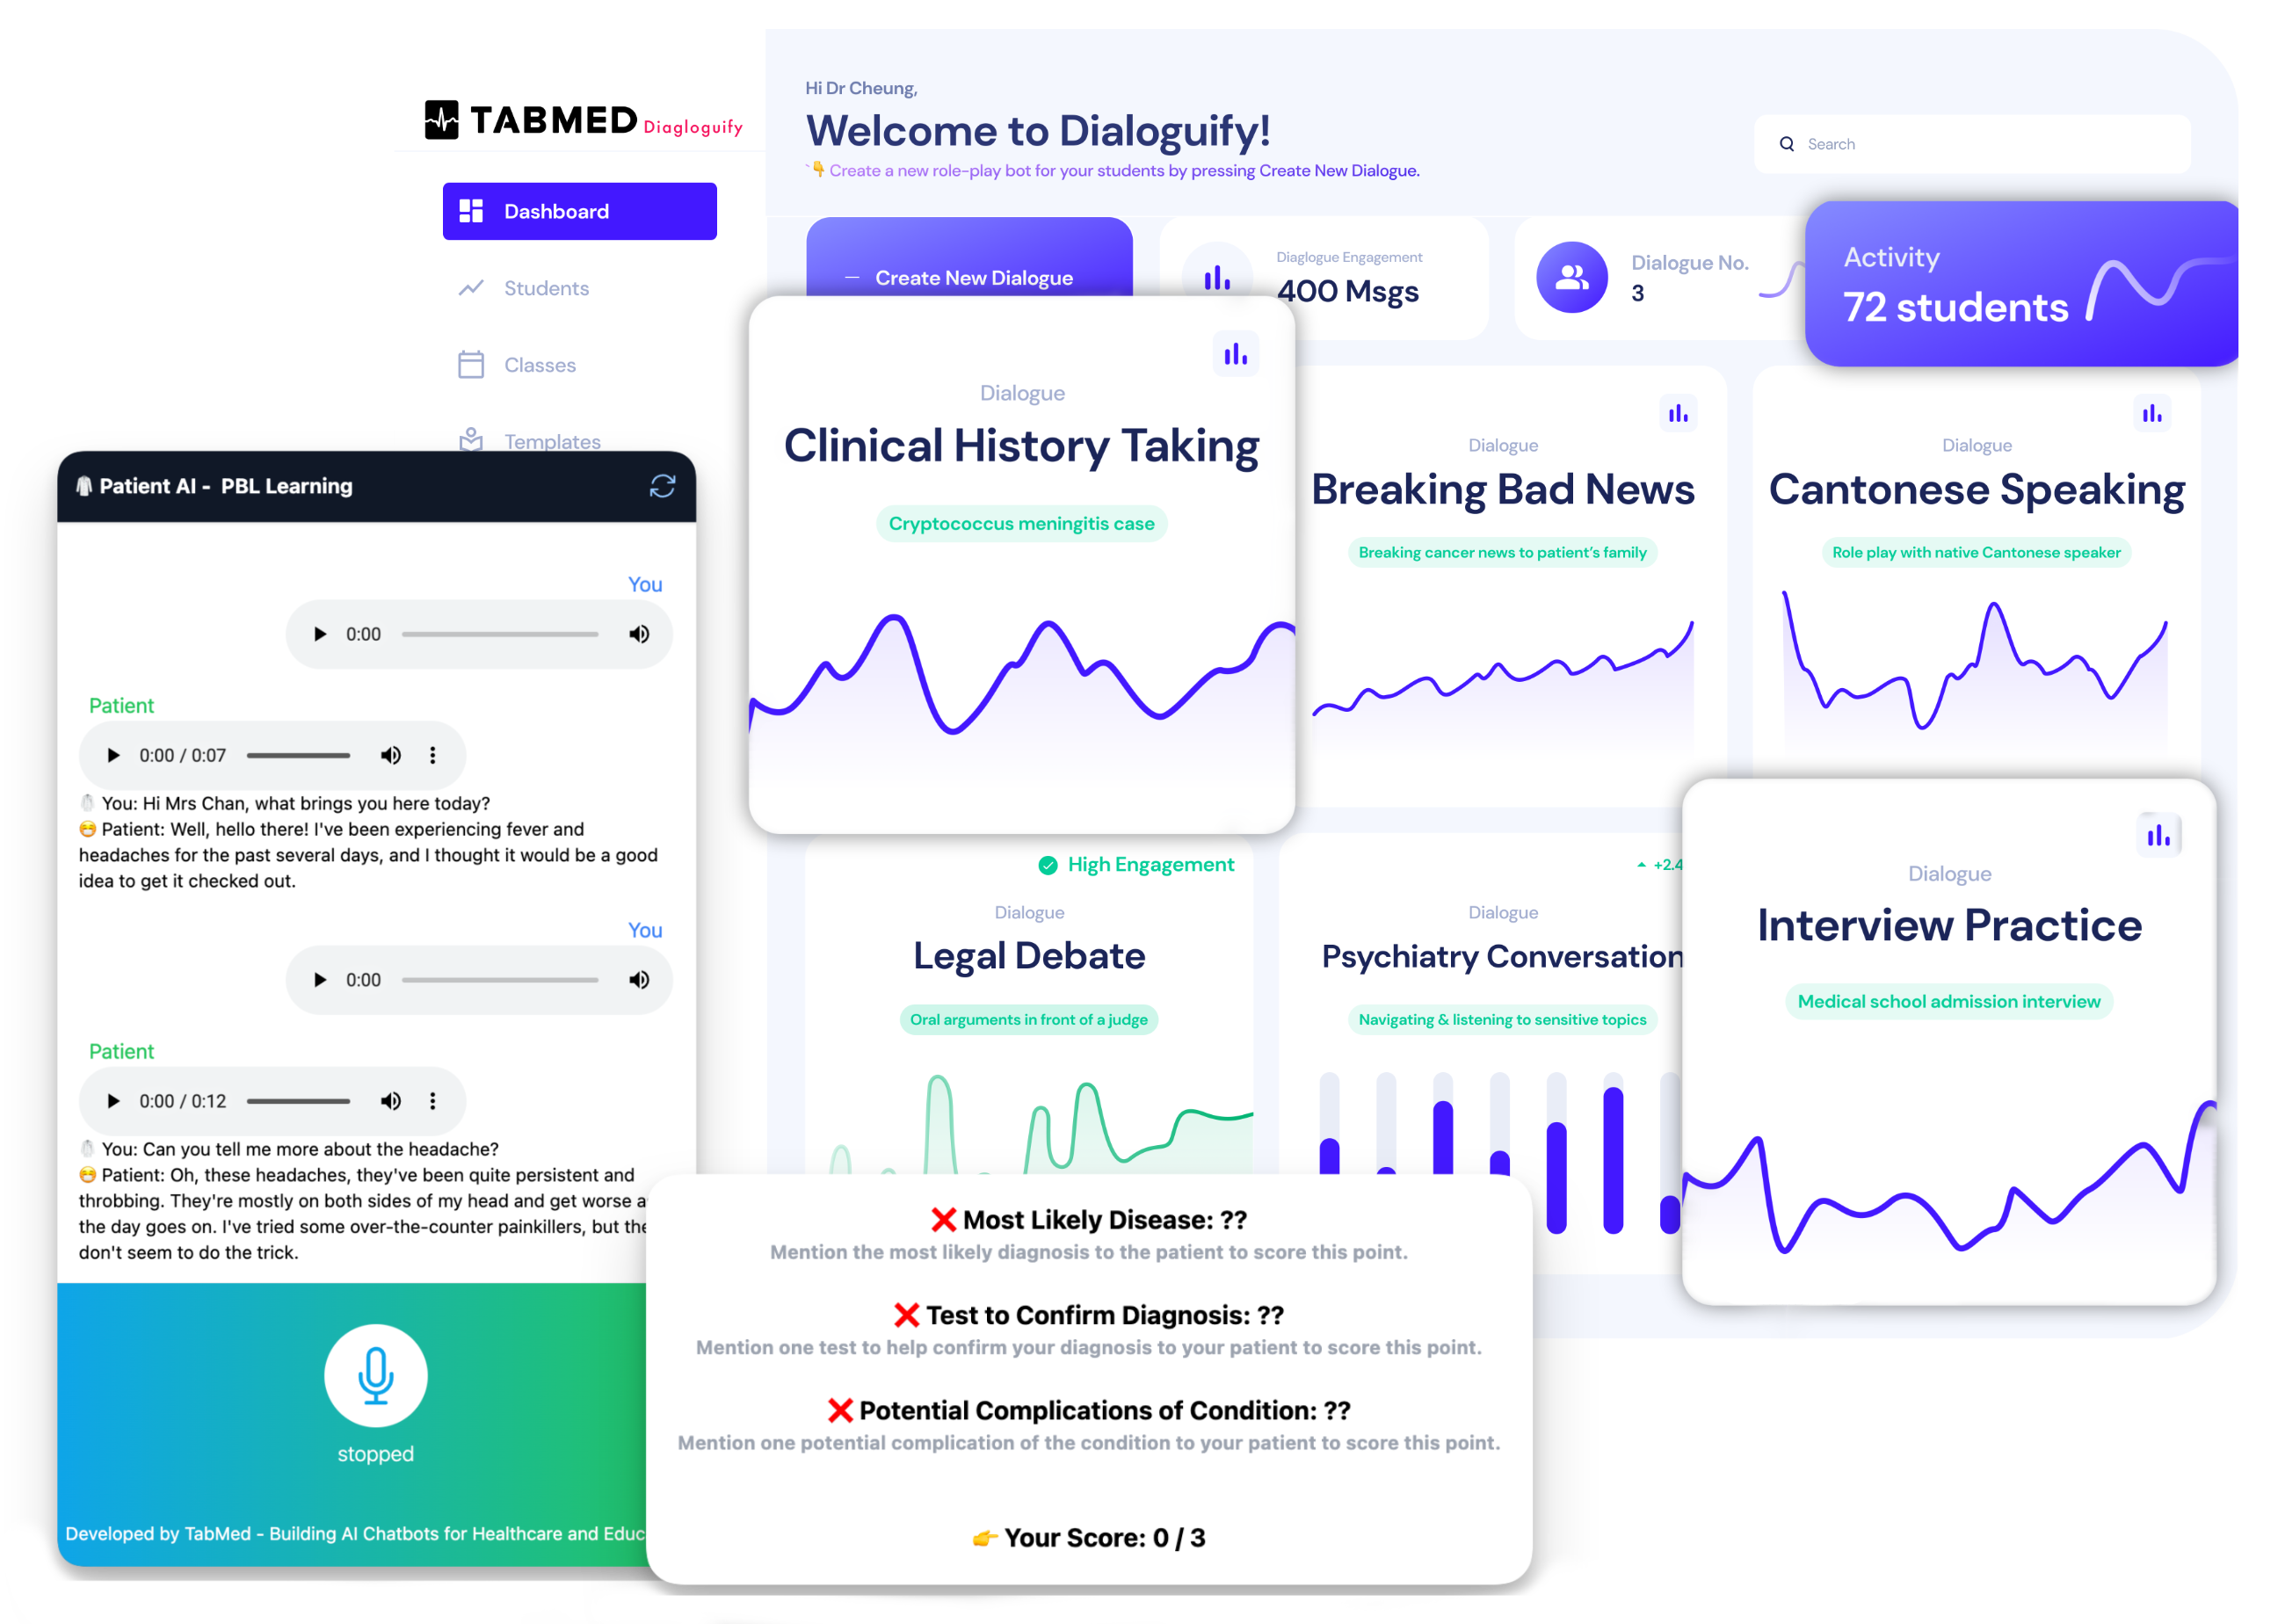 TABMED Diagloguify
Dashboard
Students
Classes
Templates
Hi Dr Cheung,
Welcome to Dialoguify!
`👇 Create a new role-play bot for your students by pressing Create New Dialogue.
Search
Create New Dialogue
Diaglogue Engagement
400 Msgs
Dialogue No.
3
Activity
72 students
Dialogue
Clinical History Taking
Cryptococcus meningitis case
Dialogue
Breaking Bad News
Breaking cancer news to patient's family
Dialogue
Cantonese Speaking
Role play with native Cantonese speaker
High Engagement
Dialogue
Legal Debate
Oral arguments in front of a judge
+2.4
Dialogue
Psychiatry Conversation
Navigating & listening to sensitive topics
Dialogue
Interview Practice
Medical school admission interview
🥼 Patient AI - PBL Learning
You
0:00
Patient
0:00 / 0:07
🥼 You: Hi Mrs Chan, what brings you here today?
😷 Patient: Well, hello there! I've been experiencing fever and
headaches for the past several days, and I thought it would be a good
idea to get it checked out.
You
0:00
Patient
0:00 / 0:12
🥼 You: Can you tell me more about the headache?
😷 Patient: Oh, these headaches, they've been quite persistent and
throbbing. They're mostly on both sides of my head and get worse a
the day goes on. I've tried some over-the-counter painkillers, but the
don't seem to do the trick.
stopped
Developed by TabMed - Building AI Chatbots for Healthcare and Educ
❌ Most Likely Disease: ??
Mention the most likely diagnosis to the patient to score this point.
❌ Test to Confirm Diagnosis: ??
Mention one test to help confirm your diagnosis to your patient to score this point.
❌ Potential Complications of Condition: ??
Mention one potential complication of the condition to your patient to score this point.
👉 Your Score: 0 / 3